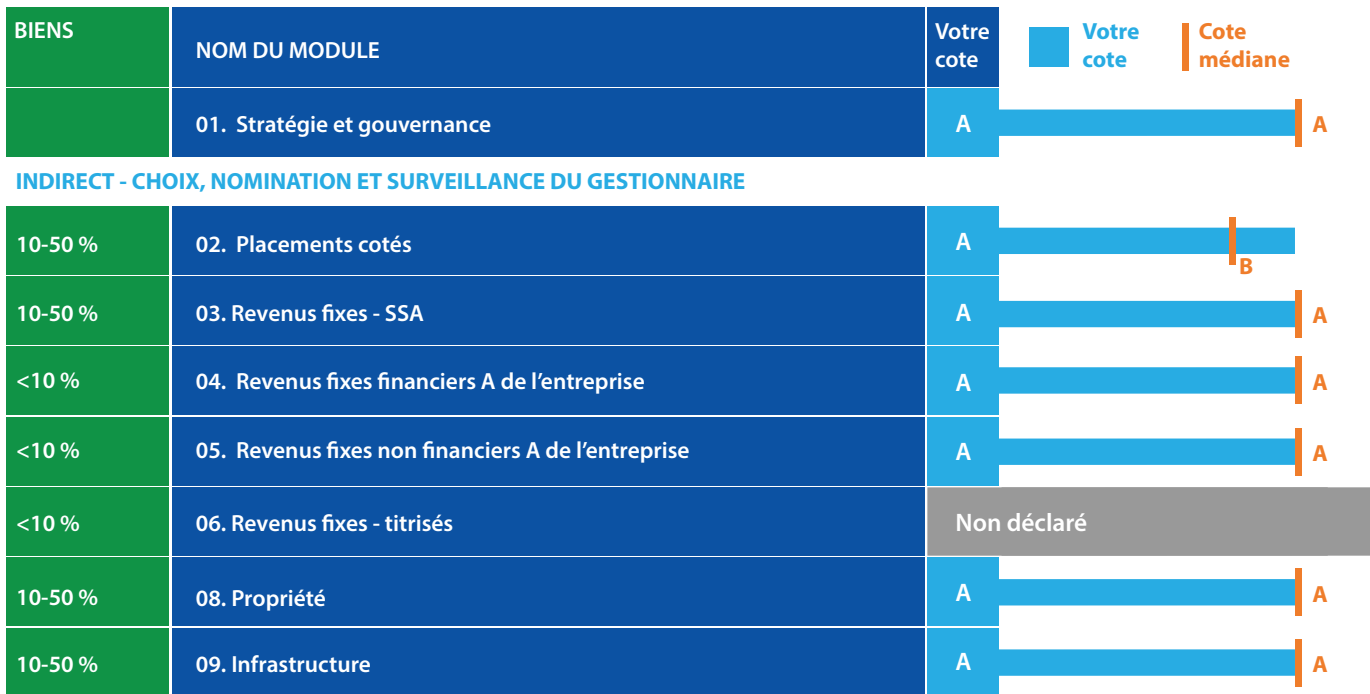 BIENS
NOM DU MODULE
Votre
cote
Votre
cote
Cote
médiane
01. Stratégie et gouvernance
A
A
INDIRECT - CHOIX, NOMINATION ET SURVEILLANCE DU GESTIONNAIRE
10-50 %
02. Placements cotés
A
B
10-50 %
03. Revenus fixes - SSA
A
A
<10 %
04. Revenus fixes financiers A de l’entreprise
A
A
<10 %
05. Revenus fixes non financiers A de l’entreprise
A
A
<10 %
06. Revenus fixes - titrisés
Non déclaré
10-50 %
08. Propriété
A
A
10-50 %
09. Infrastructure
A
A